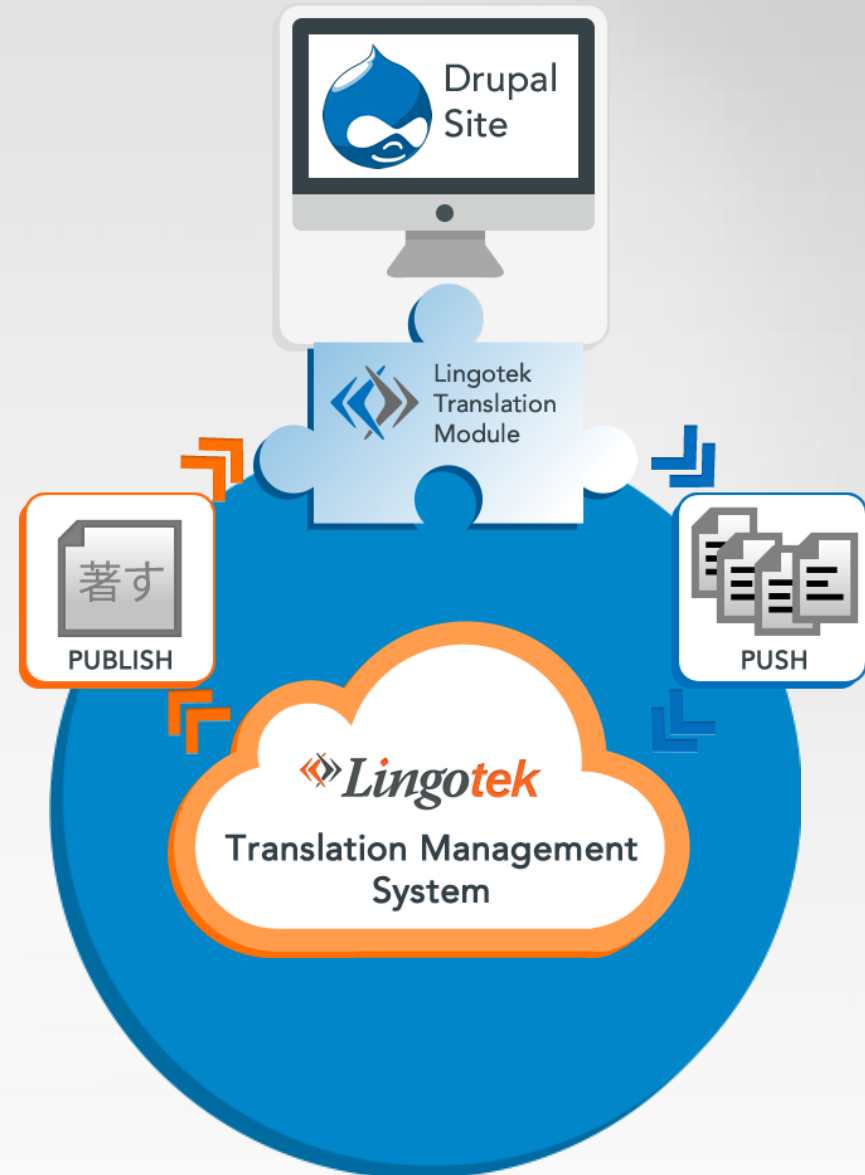 Drupal
Site
Lingotek
Translation
Module
著す
PUBLISH
PUSH
Lingotek
Translation Management
System